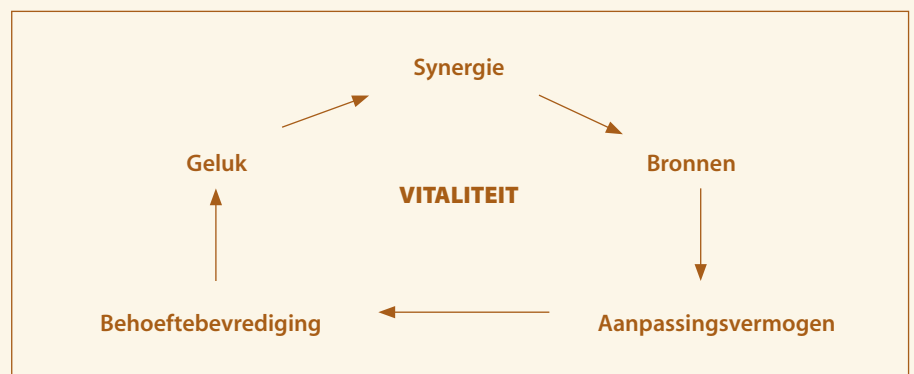 Synergie
Geluk
Bronnen
VITALITEIT
Behoeftebevrediging
Aanpassingsvermogen